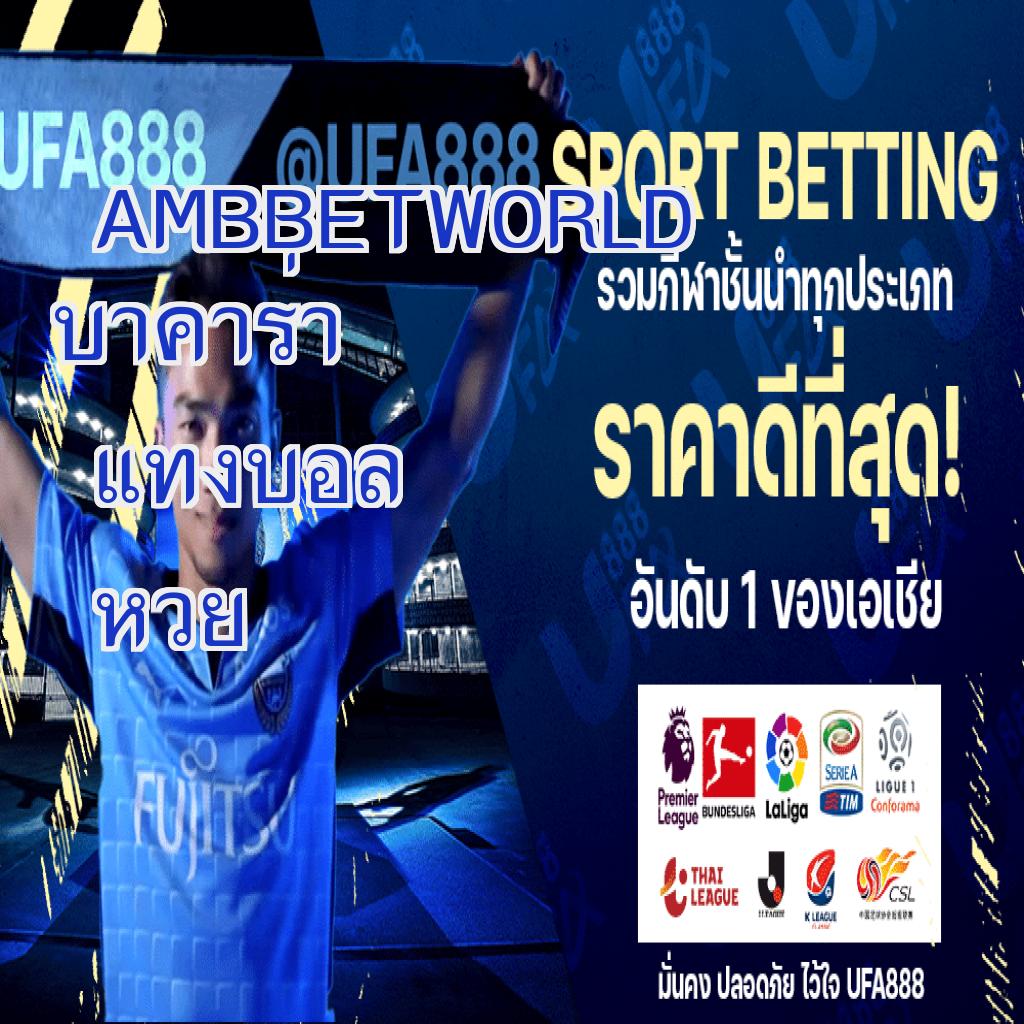 UFA888
@UFA888
SPORT BETTING
AMBBETWORLD
รวมกีฬาชั้นนำทุกประเภท
บาคาร่า
ราคาดีที่สุด!
แทงบอล
อันดับ 1 ของเอเชีย
หวย
FUJITSU
Premier
League
BUNDESLIGA
LaLiga
SERIE A
TIM
LIGUE 1
Conforama
THAI
LEAGUE
J.LEAGUE
K LEAGUE
CSL
มั่นคง ปลอดภัย ไว้ใจ UFA888